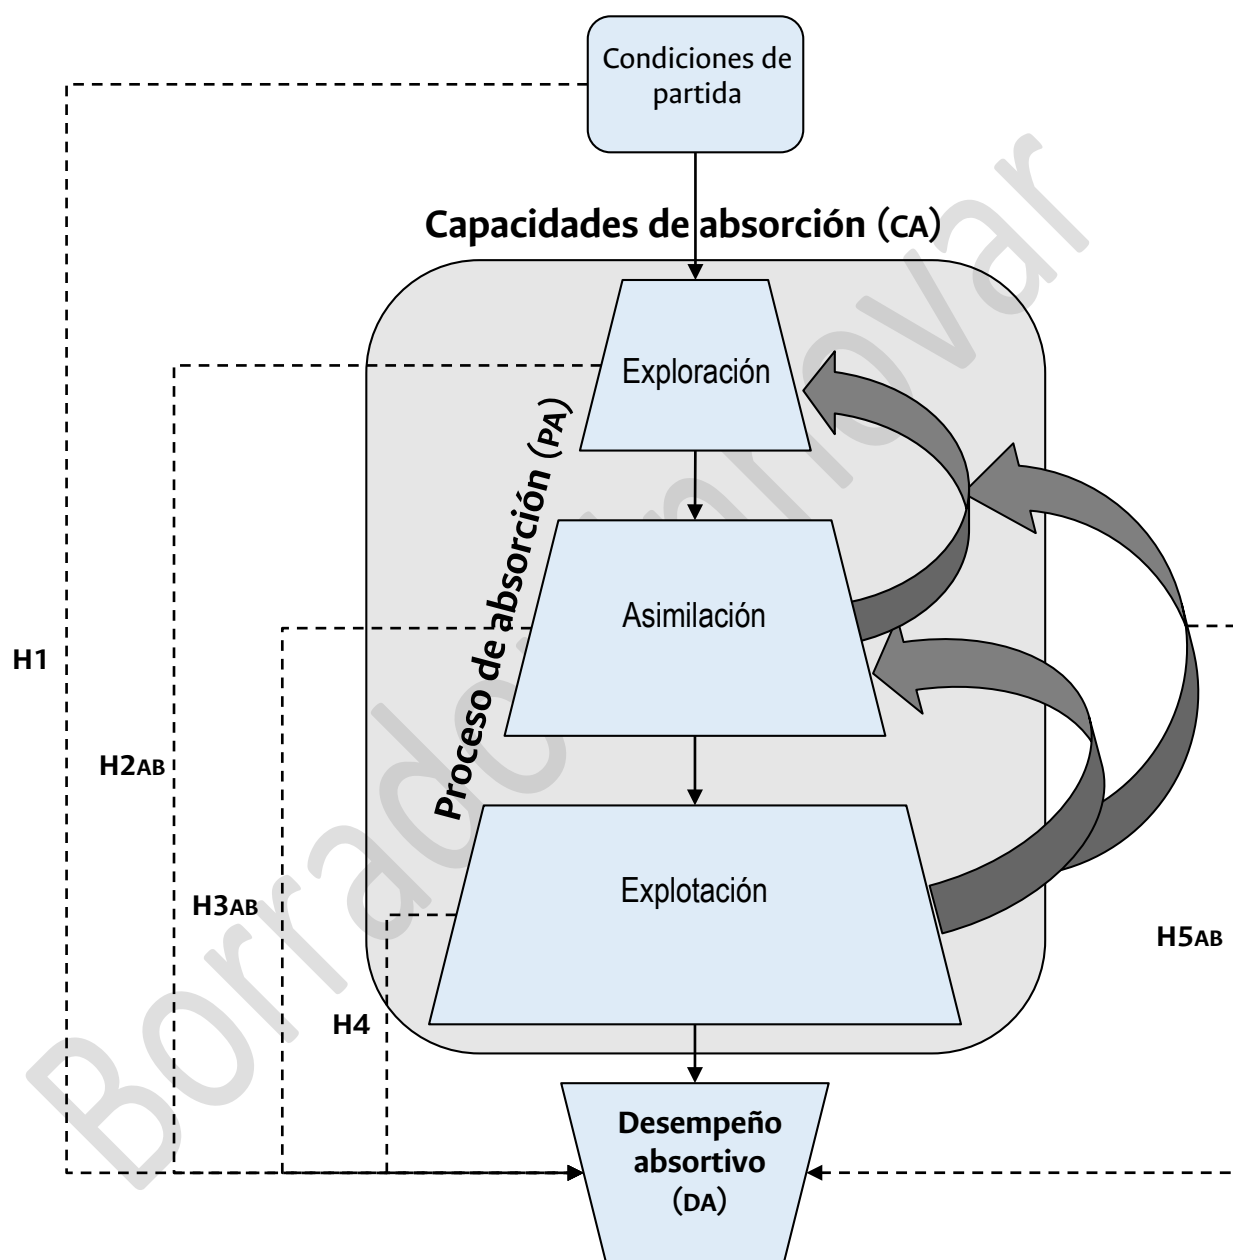 Condiciones de
partida
Capacidades de absorción (CA)
Exploración
Proceso de absorción (PA)
Asimilación
H1
H2AB
Explotación
H3AB
H5AB
H4
Desempeño
absortivo
(DA)
Borrador Innovar